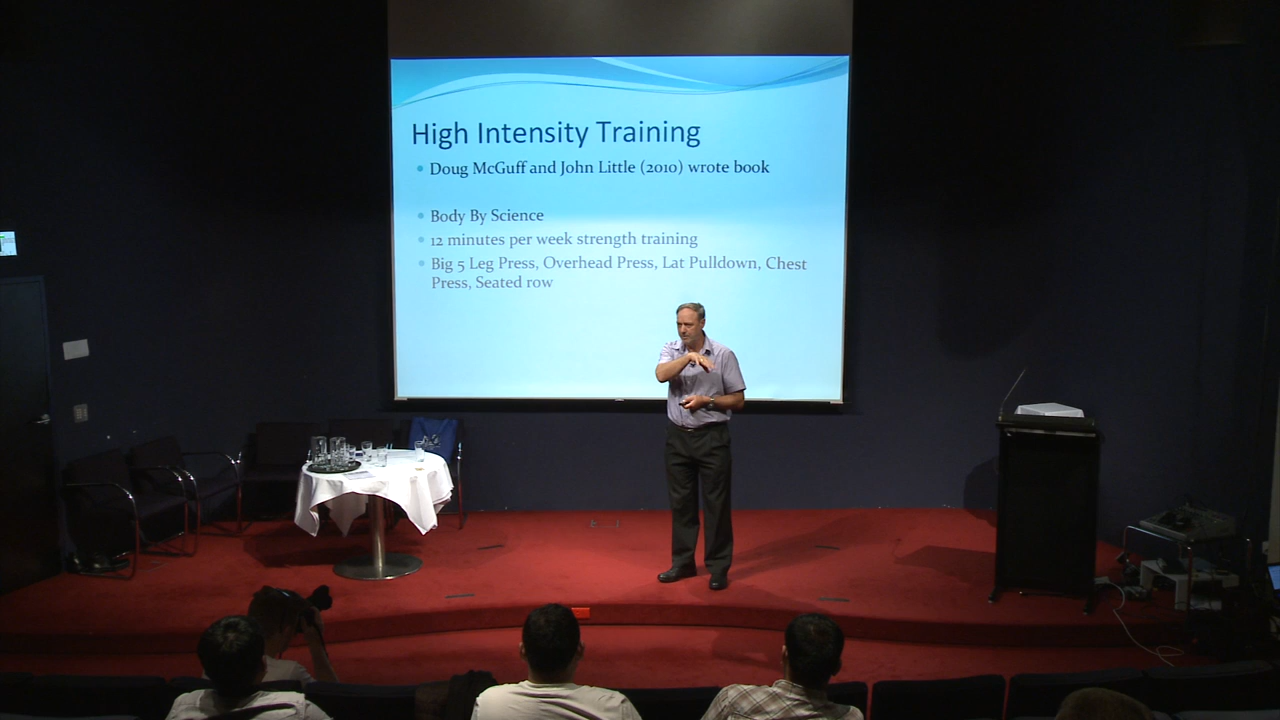 High Intensity Training
Doug McGuff and John Little (2010) wrote book
Body By Science
12 minutes per week strength training
Big 5 Leg Press, Overhead Press, Lat Pulldown, Chest
Press, Seated row